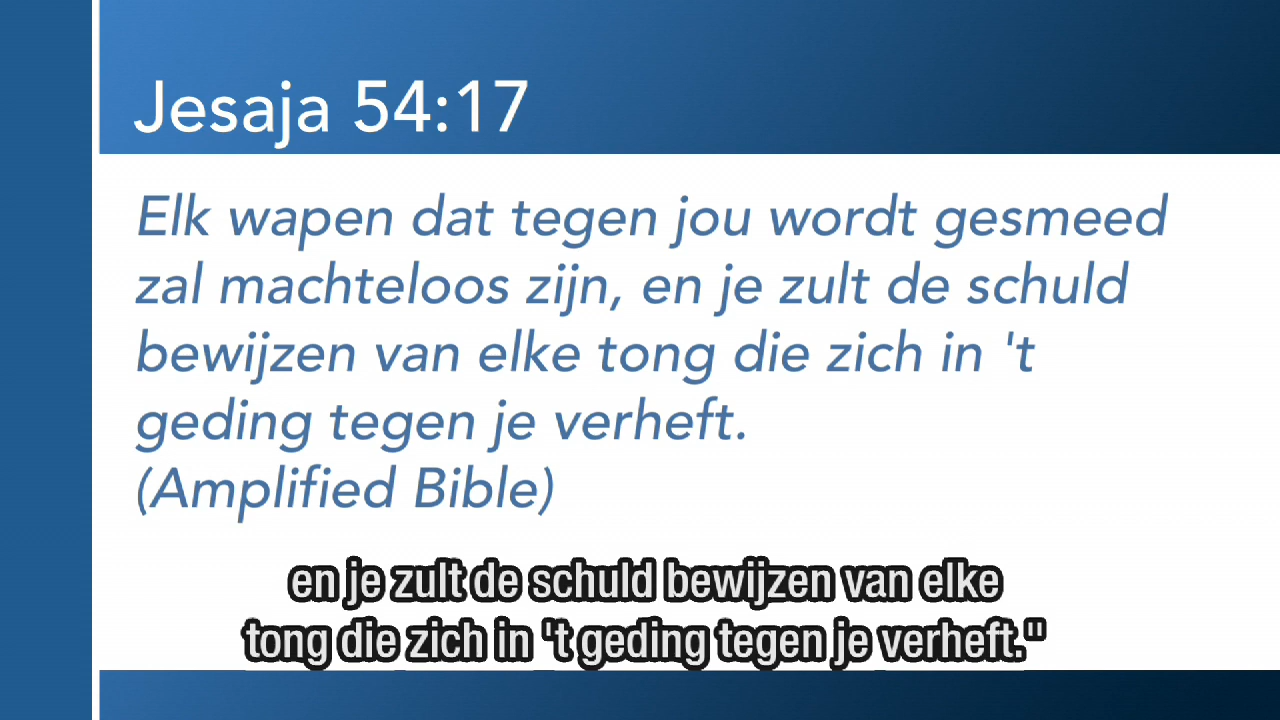 Jesaja 54:17
Elk wapen dat tegen jou wordt gesmeed
zal machteloos zijn, en je zult de schuld
bewijzen van elke tong die zich in 't
geding tegen je verheft.
(Amplified Bible)
en je zult de schuld bewijzen van elke
tong die zich in 't geding tegen je verheft."